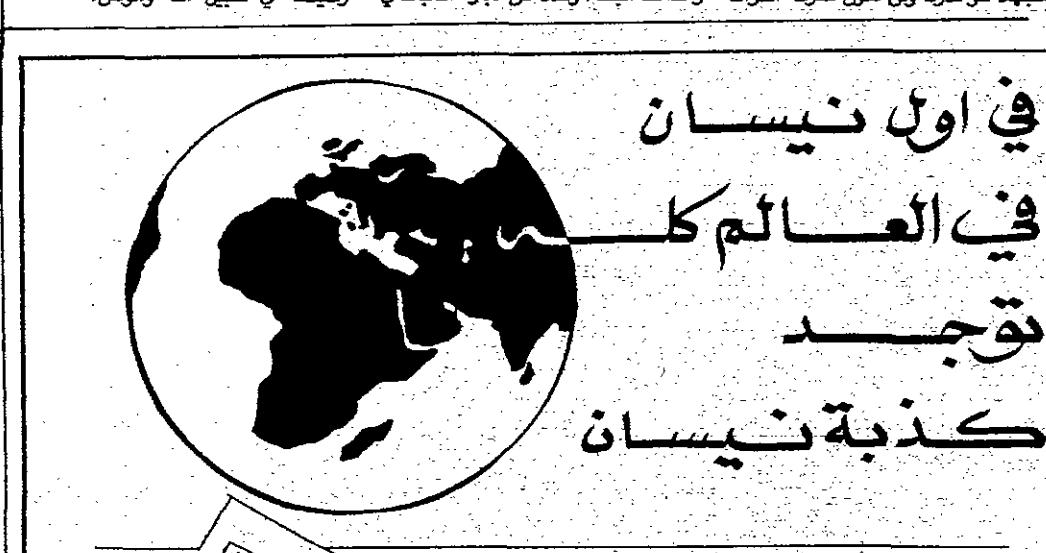 في اول نيسان
في العالم كله
توجد
كذبة نيسان